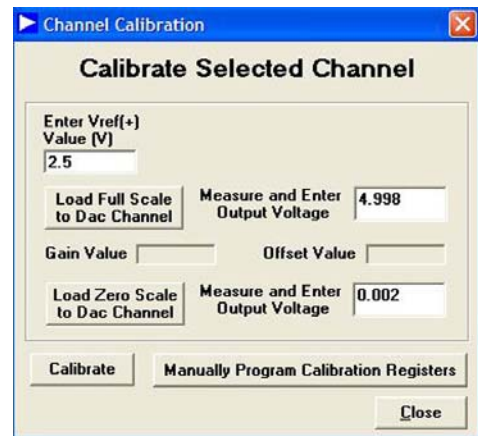 Channel Calibration
Calibrate Selected Channel
Enter Vref(+)
Value (V)
2.5
Load Full Scale
to Dac Channel
Measure and Enter
Output Voltage
4.998
Gain Value
Offset Value
Load Zero Scale
to Dac Channel
Measure and Enter
Output Voltage
0.002
Calibrate
Manually Program Calibration Registers
Close